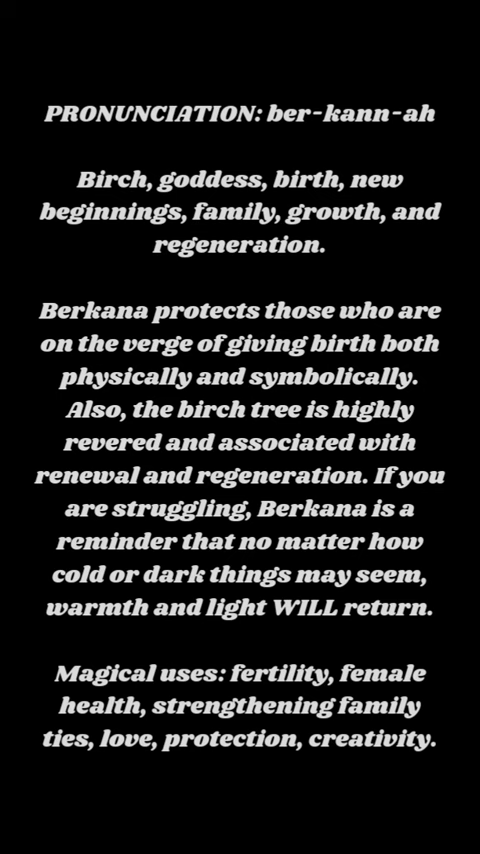 PRONUNCIATION: ber-kann-ah
Birch, goddess, birth, new
beginnings, family, growth, and
regeneration.
Berkana protects those who are
on the verge of giving birth both
physically and symbolically.
Also, the birch tree is highly
revered and associated with
renewal and regeneration. If you
are struggling, Berkana is a
reminder that no matter how
cold or dark things may seem,
warmth and light WILL return.
Magical uses: fertility, female
health, strengthening family
ties, love, protection, creativity.